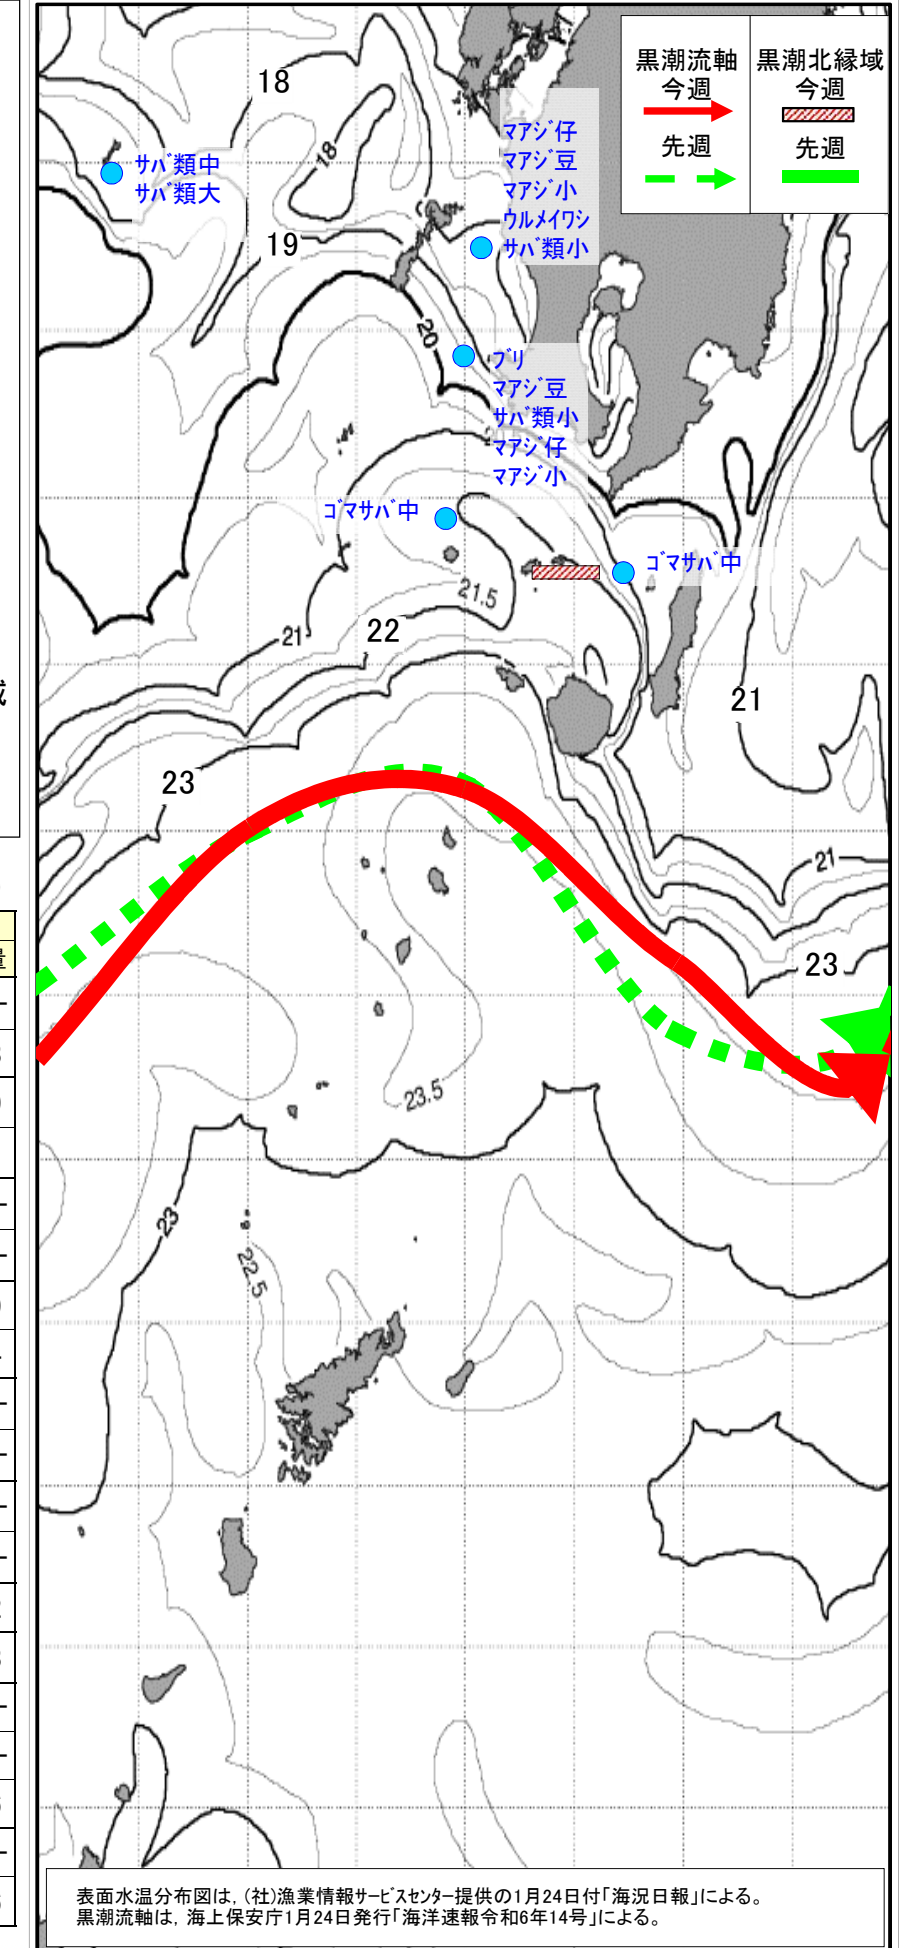 黒潮流軸
今週
先週
黒潮北縁域
今週
先週
18
18
サバ類中
サバ類大
マアジ仔
マアジ豆
マアジ小
ウルメイワシ
サバ類小
19
20
ブリ
マアジ豆
サバ類小
マアジ仔
マアジ小
ゴマサバ中
ゴマサバ中
21.5
21
22
域
21
23
21
23
量
23.5
23
22.5
表面水温分布図は,(社)漁業情報サービスセンター提供の1月24日付「海況日報」による。
黒潮流軸は,海上保安庁1月24日発行「海洋速報令和6年14号」による。